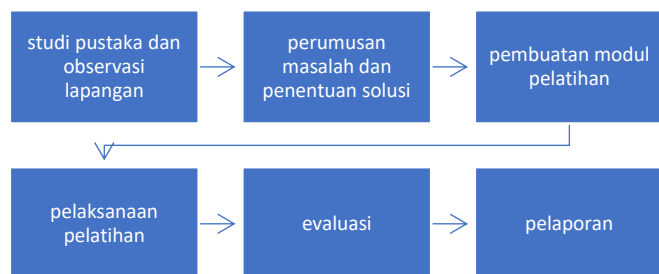 studi pustaka dan
observasi
lapangan
perumusan
masalah dan
penentuan solusi
pembuatan modul
pelatihan
pelaksanaan
pelatihan
evaluasi
pelaporan